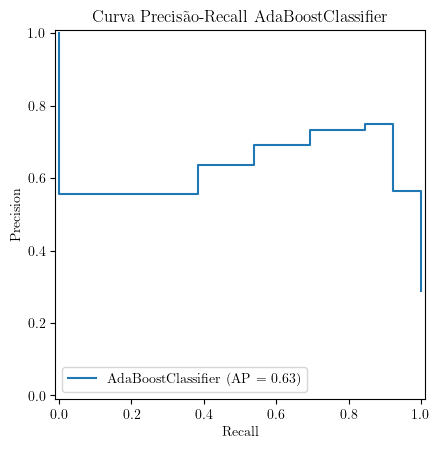 Curva Precisão-Recall AdaBoostClassifier
1.0
0.8
0.6
0.4
0.2
0.0
Precision
AdaBoostClassifier (AP = 0.63)
0.0 0.2 0.4 0.6 0.8 1.0
Recall